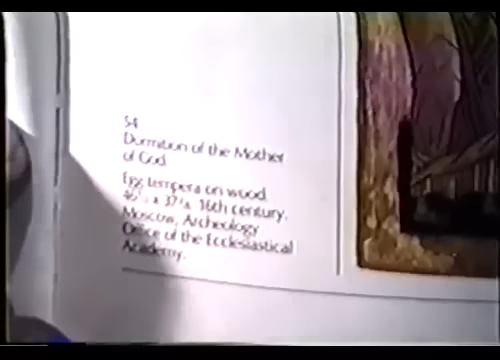 54
Dormition of the Mother
of God.
Egg tempera on wood.
x 37 16th century.
Moscow, Archeology
Office of the Ecclesiastical
Academy.